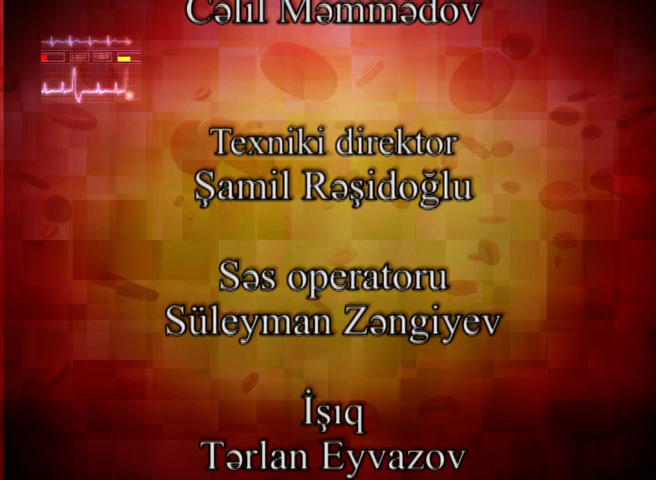 Cəlil Məmmədov
Texniki direktor
Şamil Rəşidoğlu
Səs operatoru
Süleyman Zəngiyev
İşıq
Tərlan Eyvazov